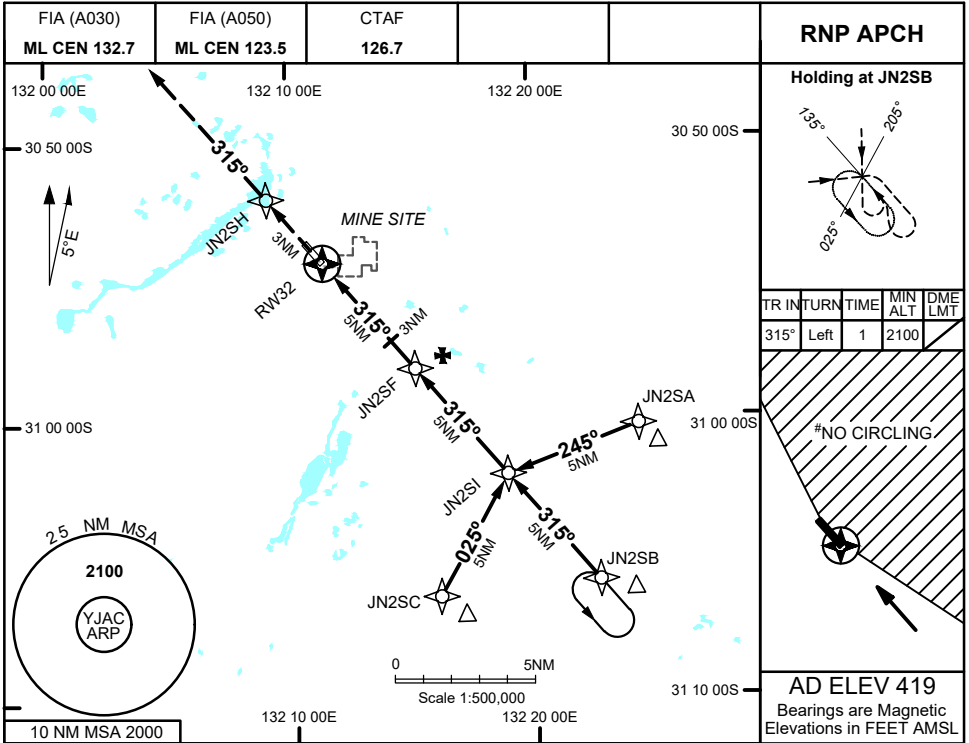 FIA (A030)
ML CEN 132.7
FIA (A050)
ML CEN 123.5
CTAF
126.7
RNP APCH
132 00 00E
132 10 00E
132 20 00E
30 50 00S
30 50 00S
5°E
315°
JN2SH
3NM
MINE SITE
RW32
315°
5NM
3NM
JN2SF
315°
5NM
JN2SA
31 00 00S
31 00 00S
245°
5NM
JN2SI
025°
5NM
315°
5NM
JN2SB
JN2SC
25 NM MSA
2100
YJAC
ARP
10 NM MSA 2000
0 5NM
Scale 1:500,000
31 10 00S
132 10 00E
132 20 00E
Holding at JN2SB
135°
205°
025°
TR IN TURN TIME MIN ALT DME LMT
315° Left 1 2100
#NO CIRCLING
AD ELEV 419
Bearings are Magnetic
Elevations in FEET AMSL